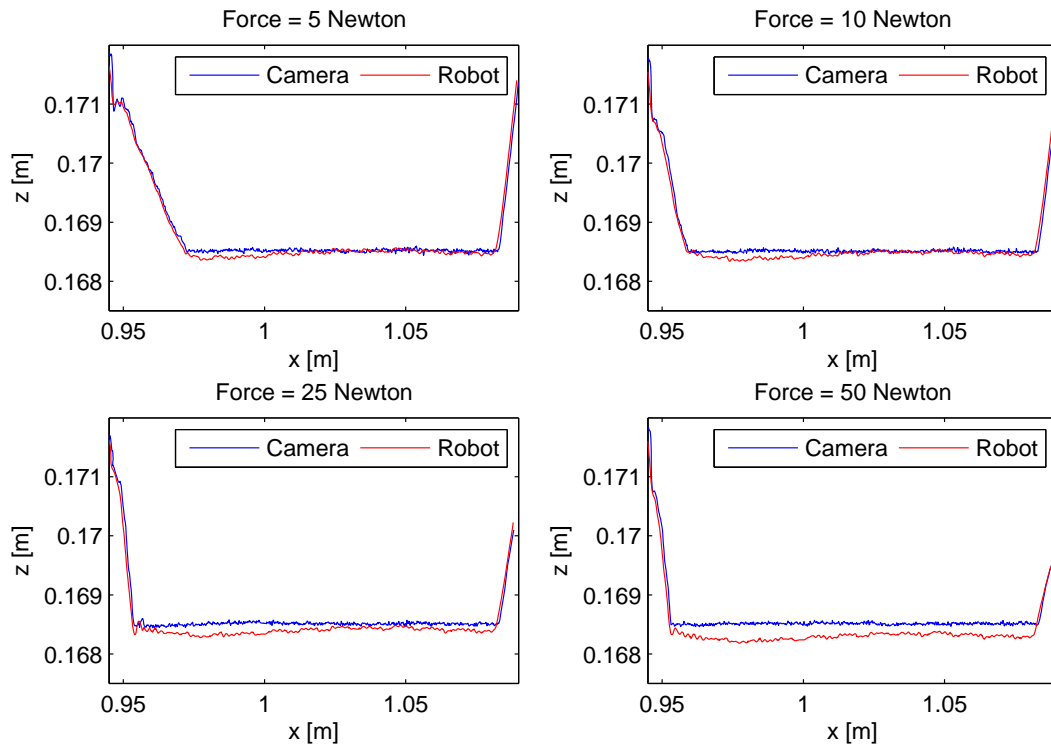 Force = 5 Newton
Camera Robot
0.171
0.17
0.169
0.168
z [m]
0.95 1 1.05
x [m]
Force = 10 Newton
Camera Robot
0.171
0.17
0.169
0.168
z [m]
0.95 1 1.05
x [m]
Force = 25 Newton
Camera Robot
0.171
0.17
0.169
0.168
z [m]
0.95 1 1.05
x [m]
Force = 50 Newton
Camera Robot
0.171
0.17
0.169
0.168
z [m]
0.95 1 1.05
x [m]